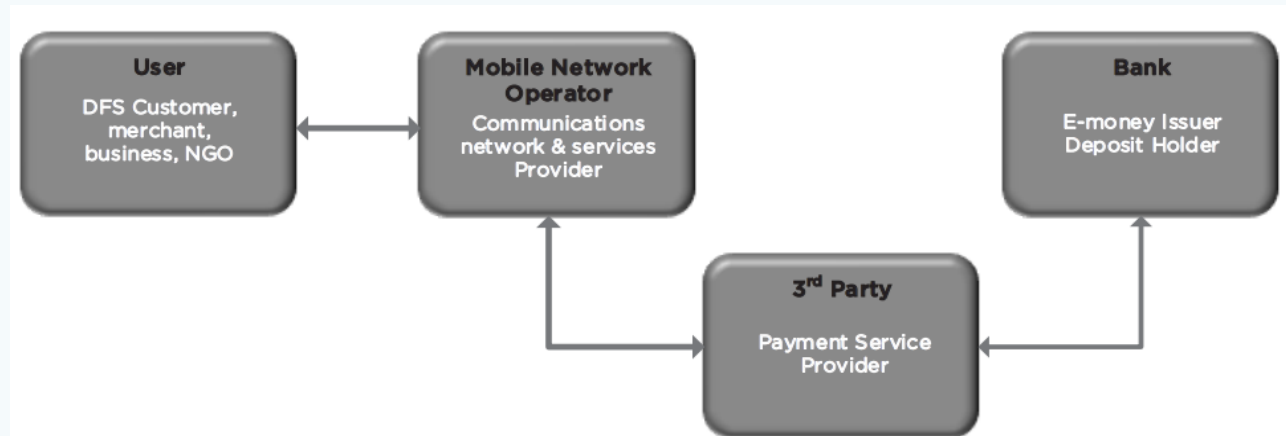 User
DFS Customer,
merchant,
business, NGO
Mobile Network
Operator
Communications
network & services
Provider
Bank
E-money Issuer
Deposit Holder
3rd Party
Payment Service
Provider